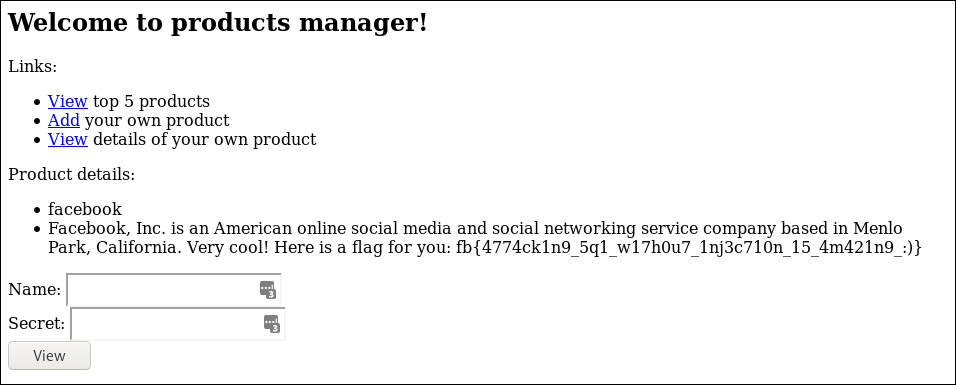 Welcome to products manager!
Links:
View top 5 products
Add your own product
View details of your own product
Product details:
facebook
Facebook, Inc. is an American online social media and social networking service company based in Menlo
Park, California. Very cool! Here is a flag for you: fb{4774ck1n9_5q1_w17h0u7_1nj3c710n_15_4m421n9_:)}
Name:
3
Secret:
3
View